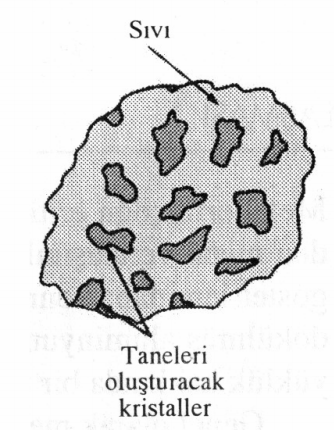 Sıvı
Taneleri
oluşturacak
kristaller